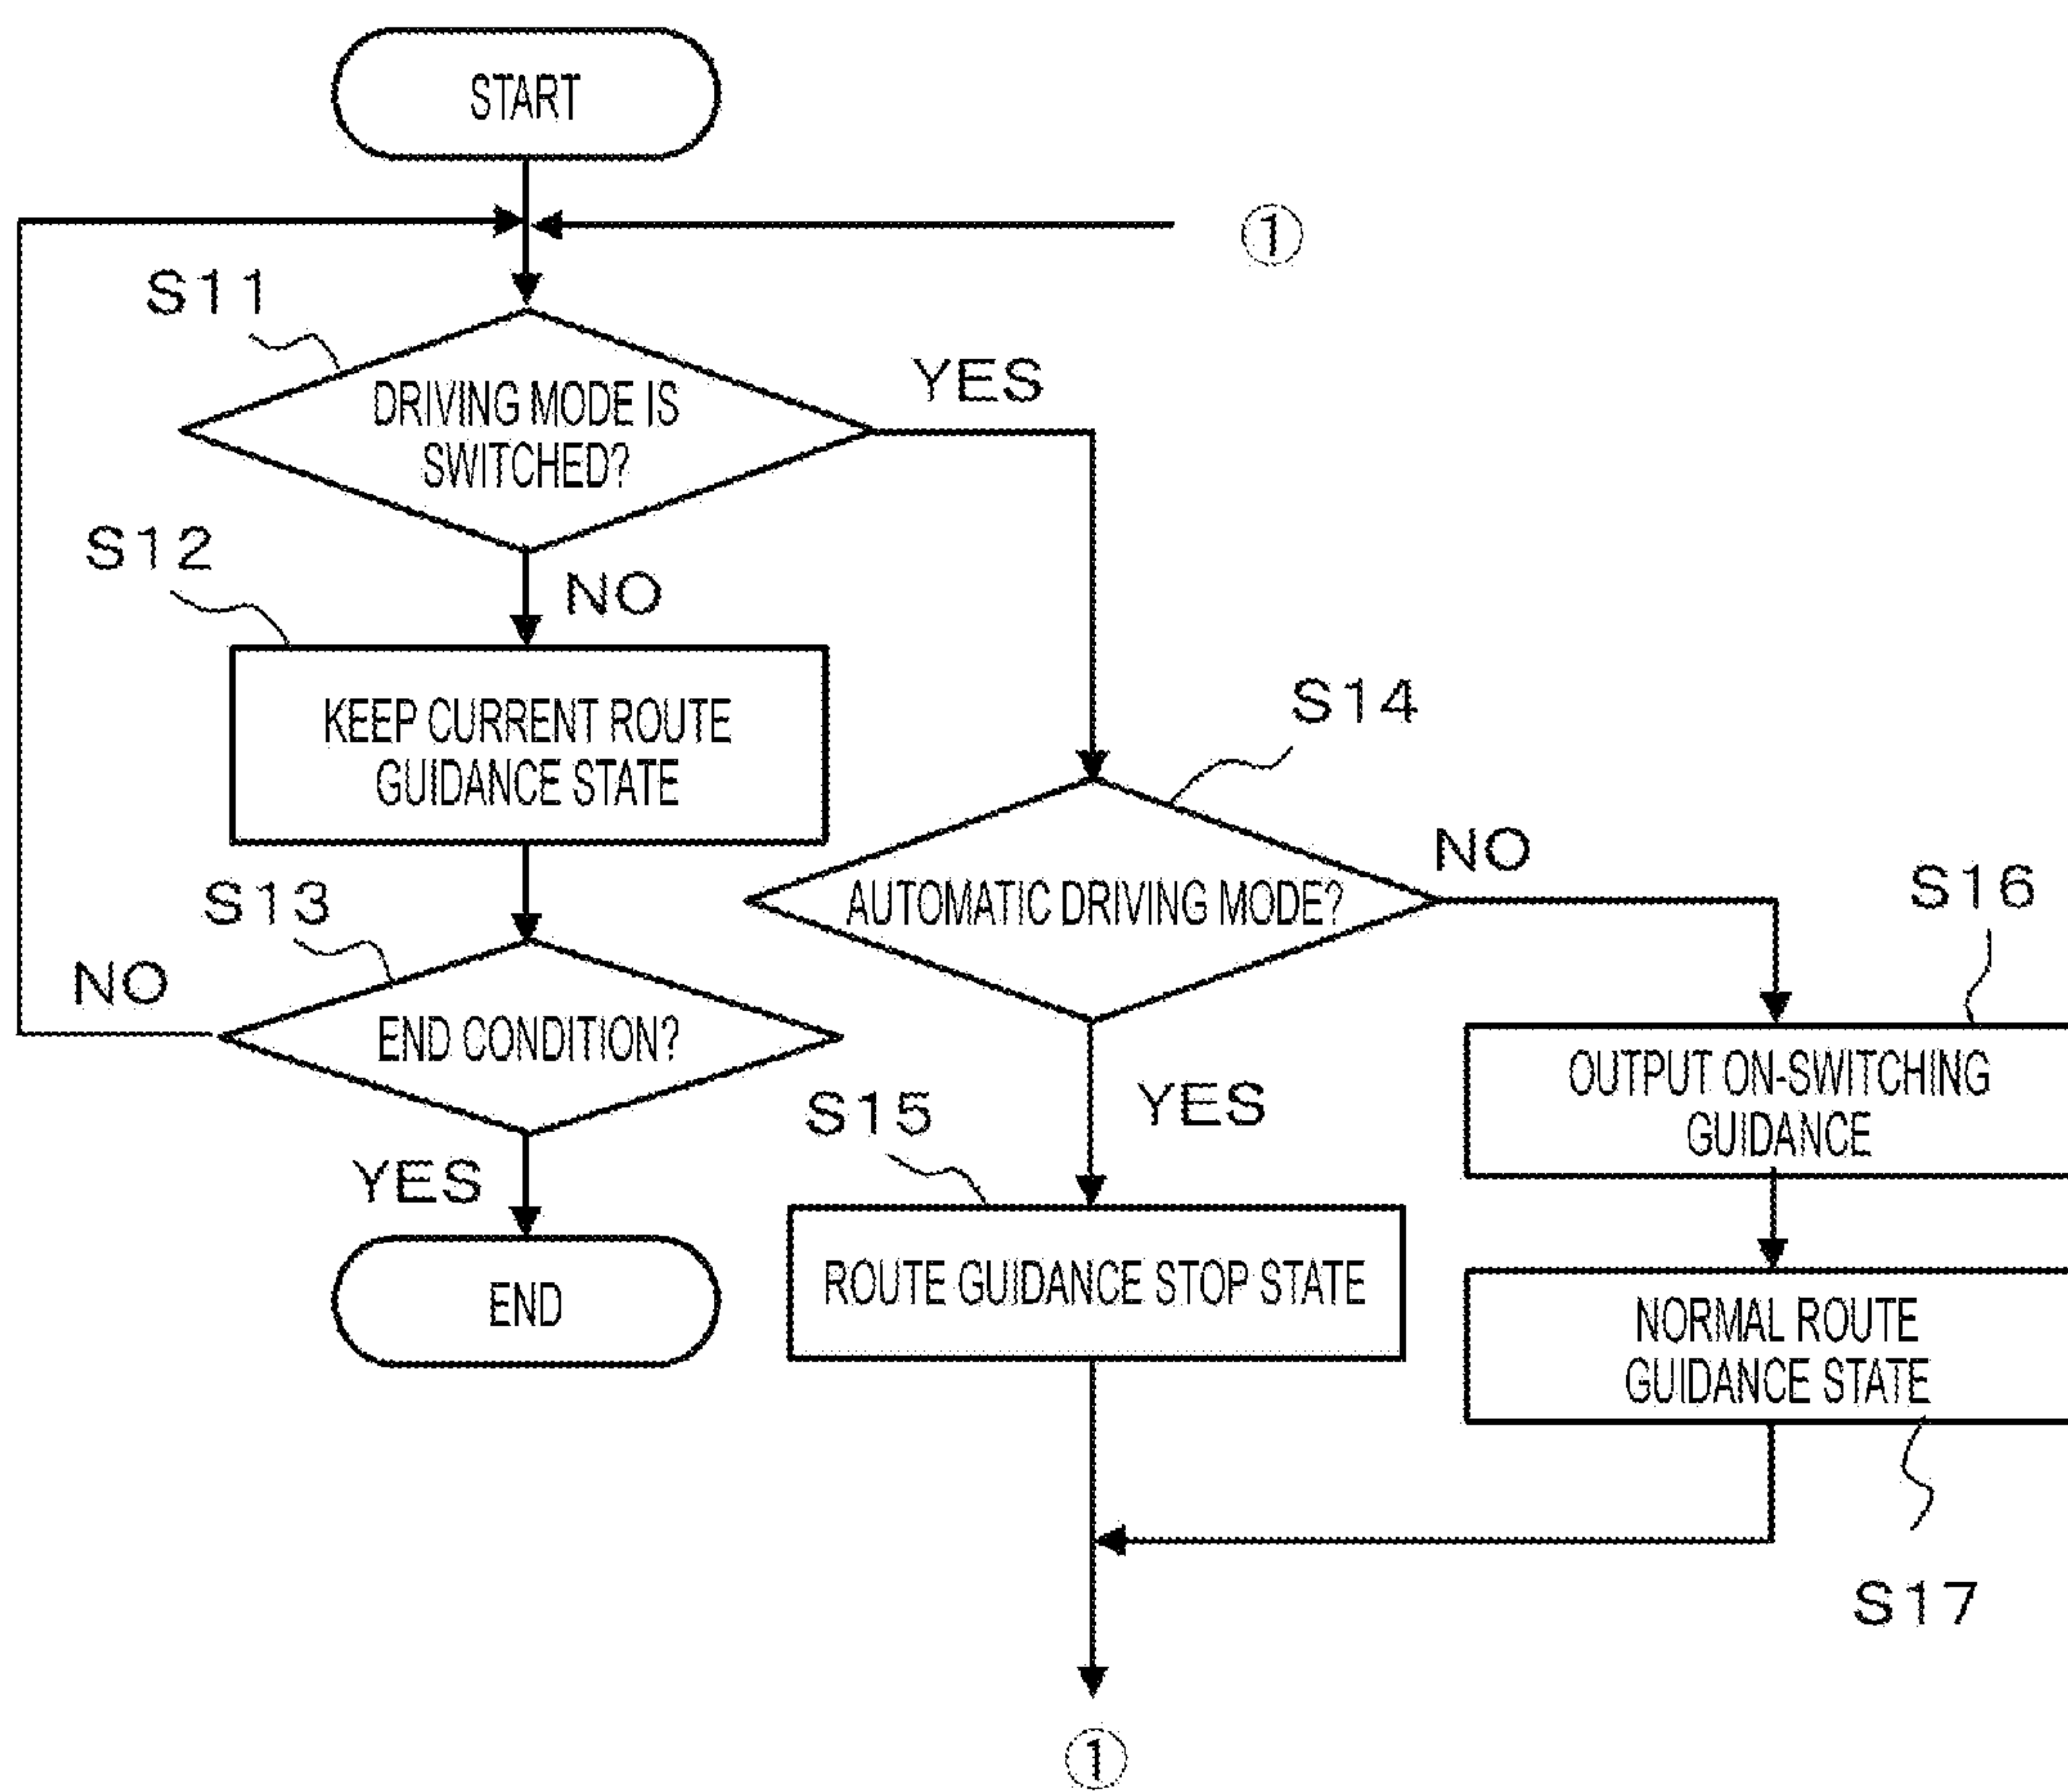 START
①
S11
DRIVING MODE IS
SWITCHED?
YES
S12
NO
KEEP CURRENT ROUTE
GUIDANCE STATE
S14
S13
NO
AUTOMATIC DRIVING MODE?
NO
S16
END CONDITION?
YES
S15
YES
OUTPUT ON-SWITCHING
GUIDANCE
END
ROUTE GUIDANCE STOP STATE
NORMAL ROUTE
GUIDANCE STATE
S17
①